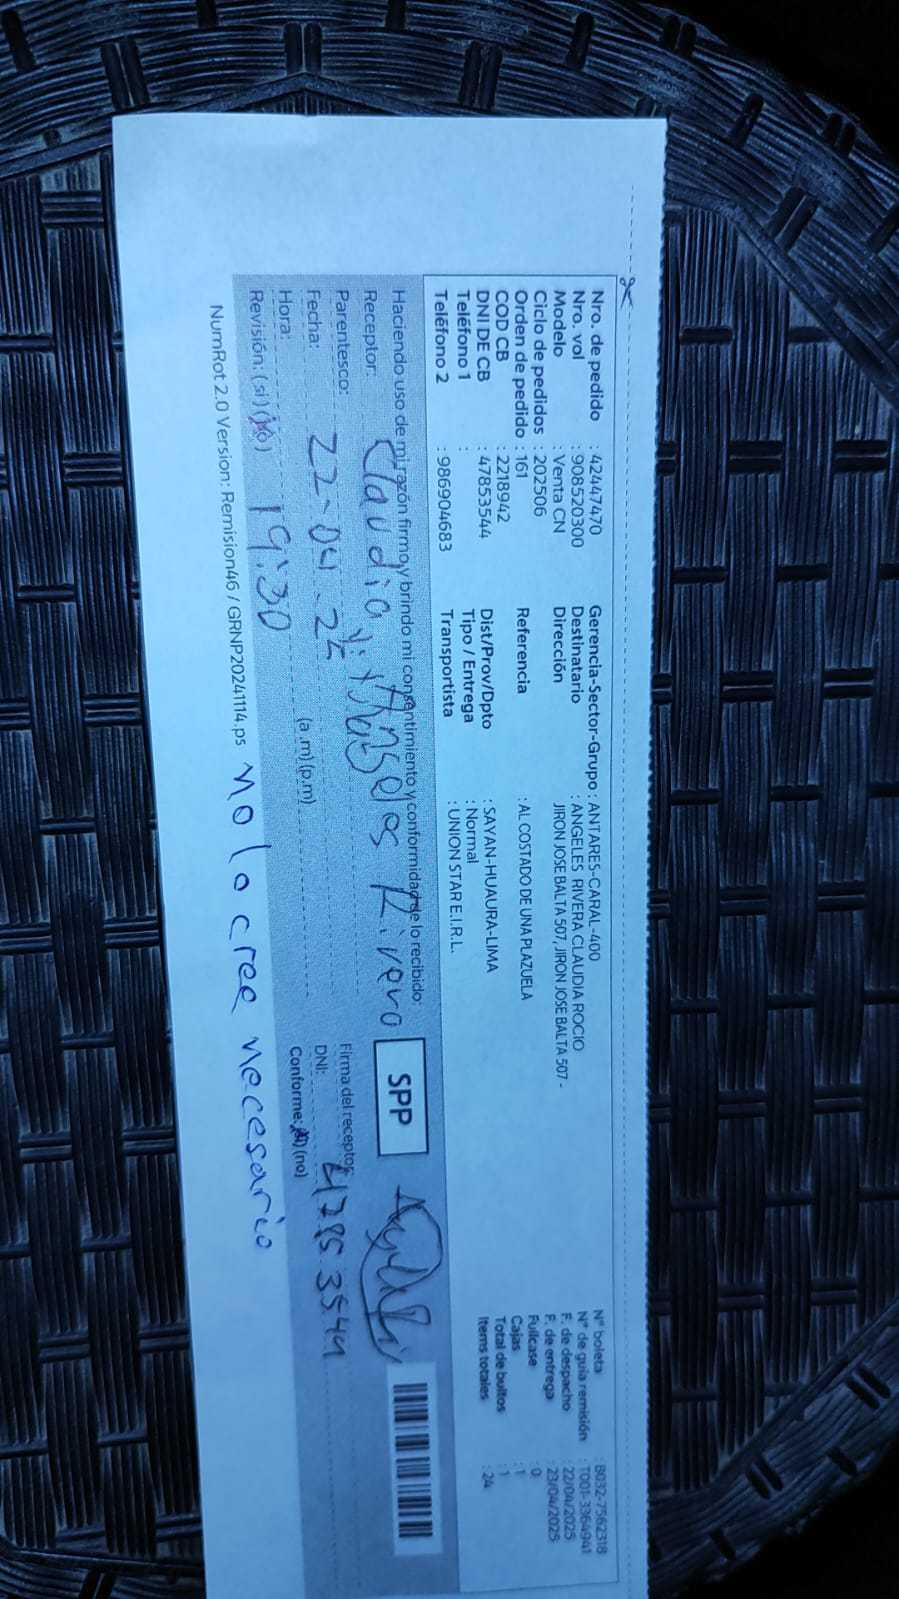 Nro. de pedido : 42447470
Nro. vol : 908520300
Modelo : Venta CN
Ciclo de pedidos : 202506
Orden de pedido : 161
COD CB : 2218942
DNI DE CB : 47853544
Teléfono 1 :
Teléfono 2 : 986904683
Gerencia-Sector-Grupo : ANTARES-CARAL-400
Destinatario : ANGELES RIVERA CLAUDIA ROCIO
Dirección JIRON JOSE BALTA 507, JIRON JOSE BALTA 507 -
Referencia : AL COSTADO DE UNA PLAZUELA
Dist/Prov/Dpto : SAYAN-HUAURA-LIMA
Tipo / Entrega : Normal
Transportista : UNION STAR E.I.R.L.
Nº boleta : B032-7562318
Nº de guía remisión : T001-3364941
F. de despacho : 22/04/2025
F. de entrega : 23/04/2025
Fullcase : 0
Cajas : 1
Total de bultos : 1
Items totales : 24
Haciendo uso de mi razón firmo y brindo mi consentimiento y conformidad de lo recibido:
Receptor: Claudia Angeles Rivera
Parentesco:
Fecha: 22-04-
Hora: 19:30 (a.m)(p.m)
Revisión: (si) (no)
SPP
Firma del receptor:
DNI: 47853544
Conforme: (si) (no)
NumRot 2.0 Version: Remision46 / GRNP20241114.ps
no lo cree necesario